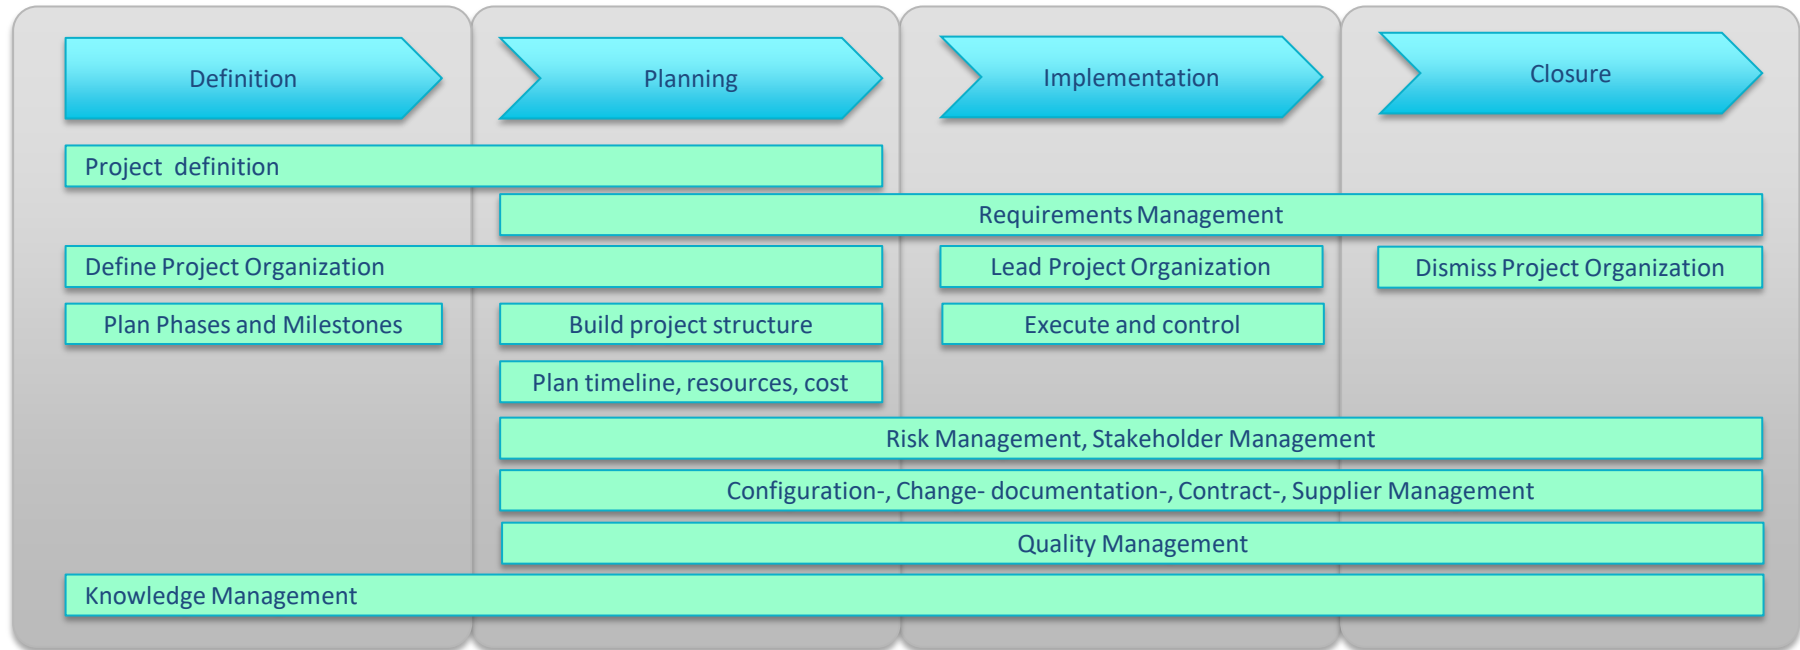 Definition
Planning
Implementation
Closure
Project definition
Requirements Management
Define Project Organization
Lead Project Organization
Dismiss Project Organization
Plan Phases and Milestones
Build project structure
Execute and control
Plan timeline, resources, cost
Risk Management, Stakeholder Management
Configuration-, Change- documentation-, Contract-, Supplier Management
Quality Management
Knowledge Management